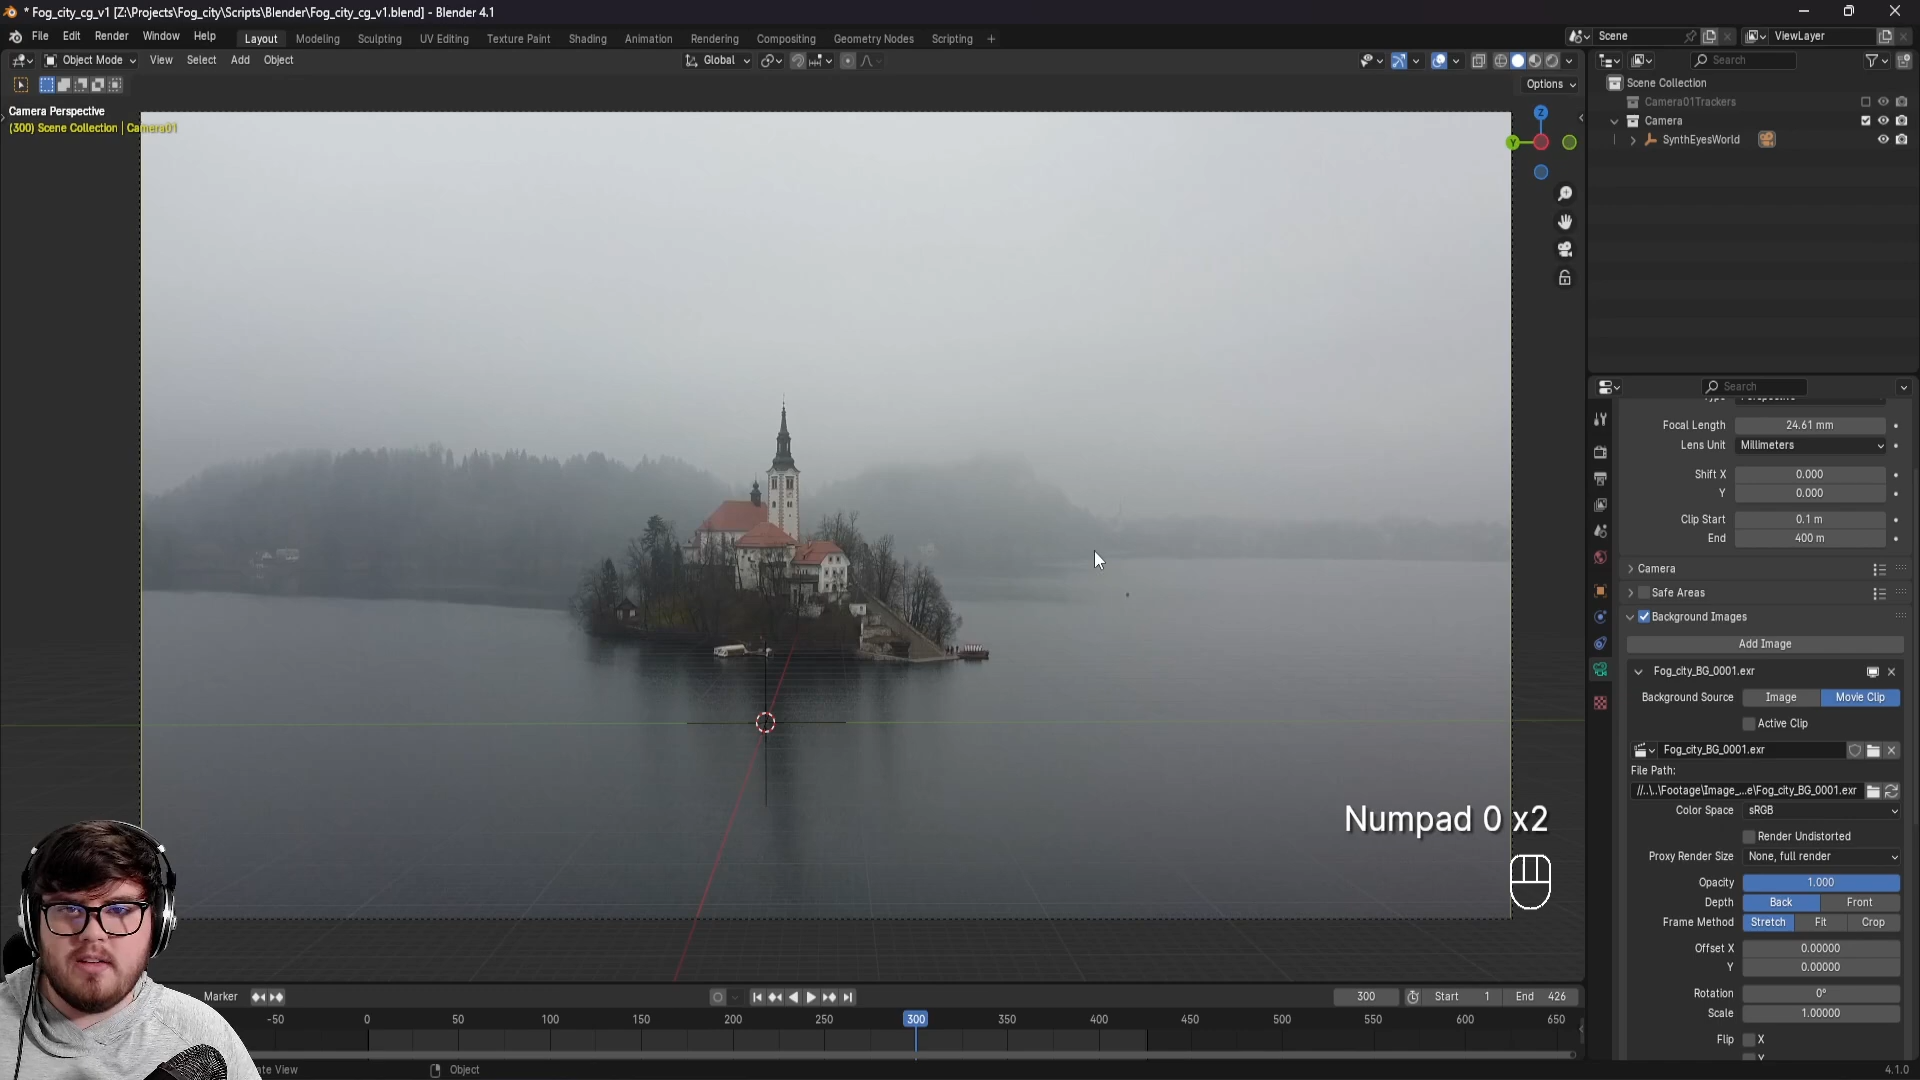 * Fog_city_cg_v1 [Z:\Projects\Fog_city\Scripts\Blender\Fog_city_cg_v1.blend] - Blender 4.1
File Edit Render Window Help Layout Modeling Sculpting UV Editing Texture Paint Shading Animation Rendering Compositing Geometry Nodes Scripting + Scene ViewLayer
Object Mode View Select Add Object Global Search
Options
Camera Perspective
(300) Scene Collection | Camera01
Z
Y
Scene Collection
Camera01Trackers
Camera
SynthEyesWorld
Search
Focal Length 24.61 mm
Lens Unit Millimeters
Shift X 0.000
Y 0.000
Clip Start 0.1 m
End 400 m
Camera
Safe Areas
Background Images
Add Image
Fog_city_BG_0001.exr
Background Source Image Movie Clip
Active Clip
Fog_city_BG_0001.exr
File Path:
//..\..\Footage\Image_...e\Fog_city_BG_0001.exr
Color Space sRGB
Render Undistorted
Proxy Render Size None, full render
Opacity 1.000
Depth Back Front
Frame Method Stretch Fit Crop
Offset X 0.00000
Y 0.00000
Rotation 0°
Scale 1.00000
Flip X
Y
Numpad 0 x2
Marker 300 Start 1 End 426
-50 0 50 100 150 200 250 300 350 400 450 500 550 600 650
View Object 4.1.0